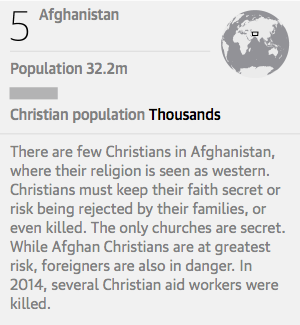 5 Afghanistan
Population 32.2m
Christian population Thousands
There are few Christians in Afghanistan,
where their religion is seen as western.
Christians must keep their faith secret or
risk being rejected by their families, or
even killed. The only churches are secret.
While Afghan Christians are at greatest
risk, foreigners are also in danger. In
2014, several Christian aid workers were
killed.